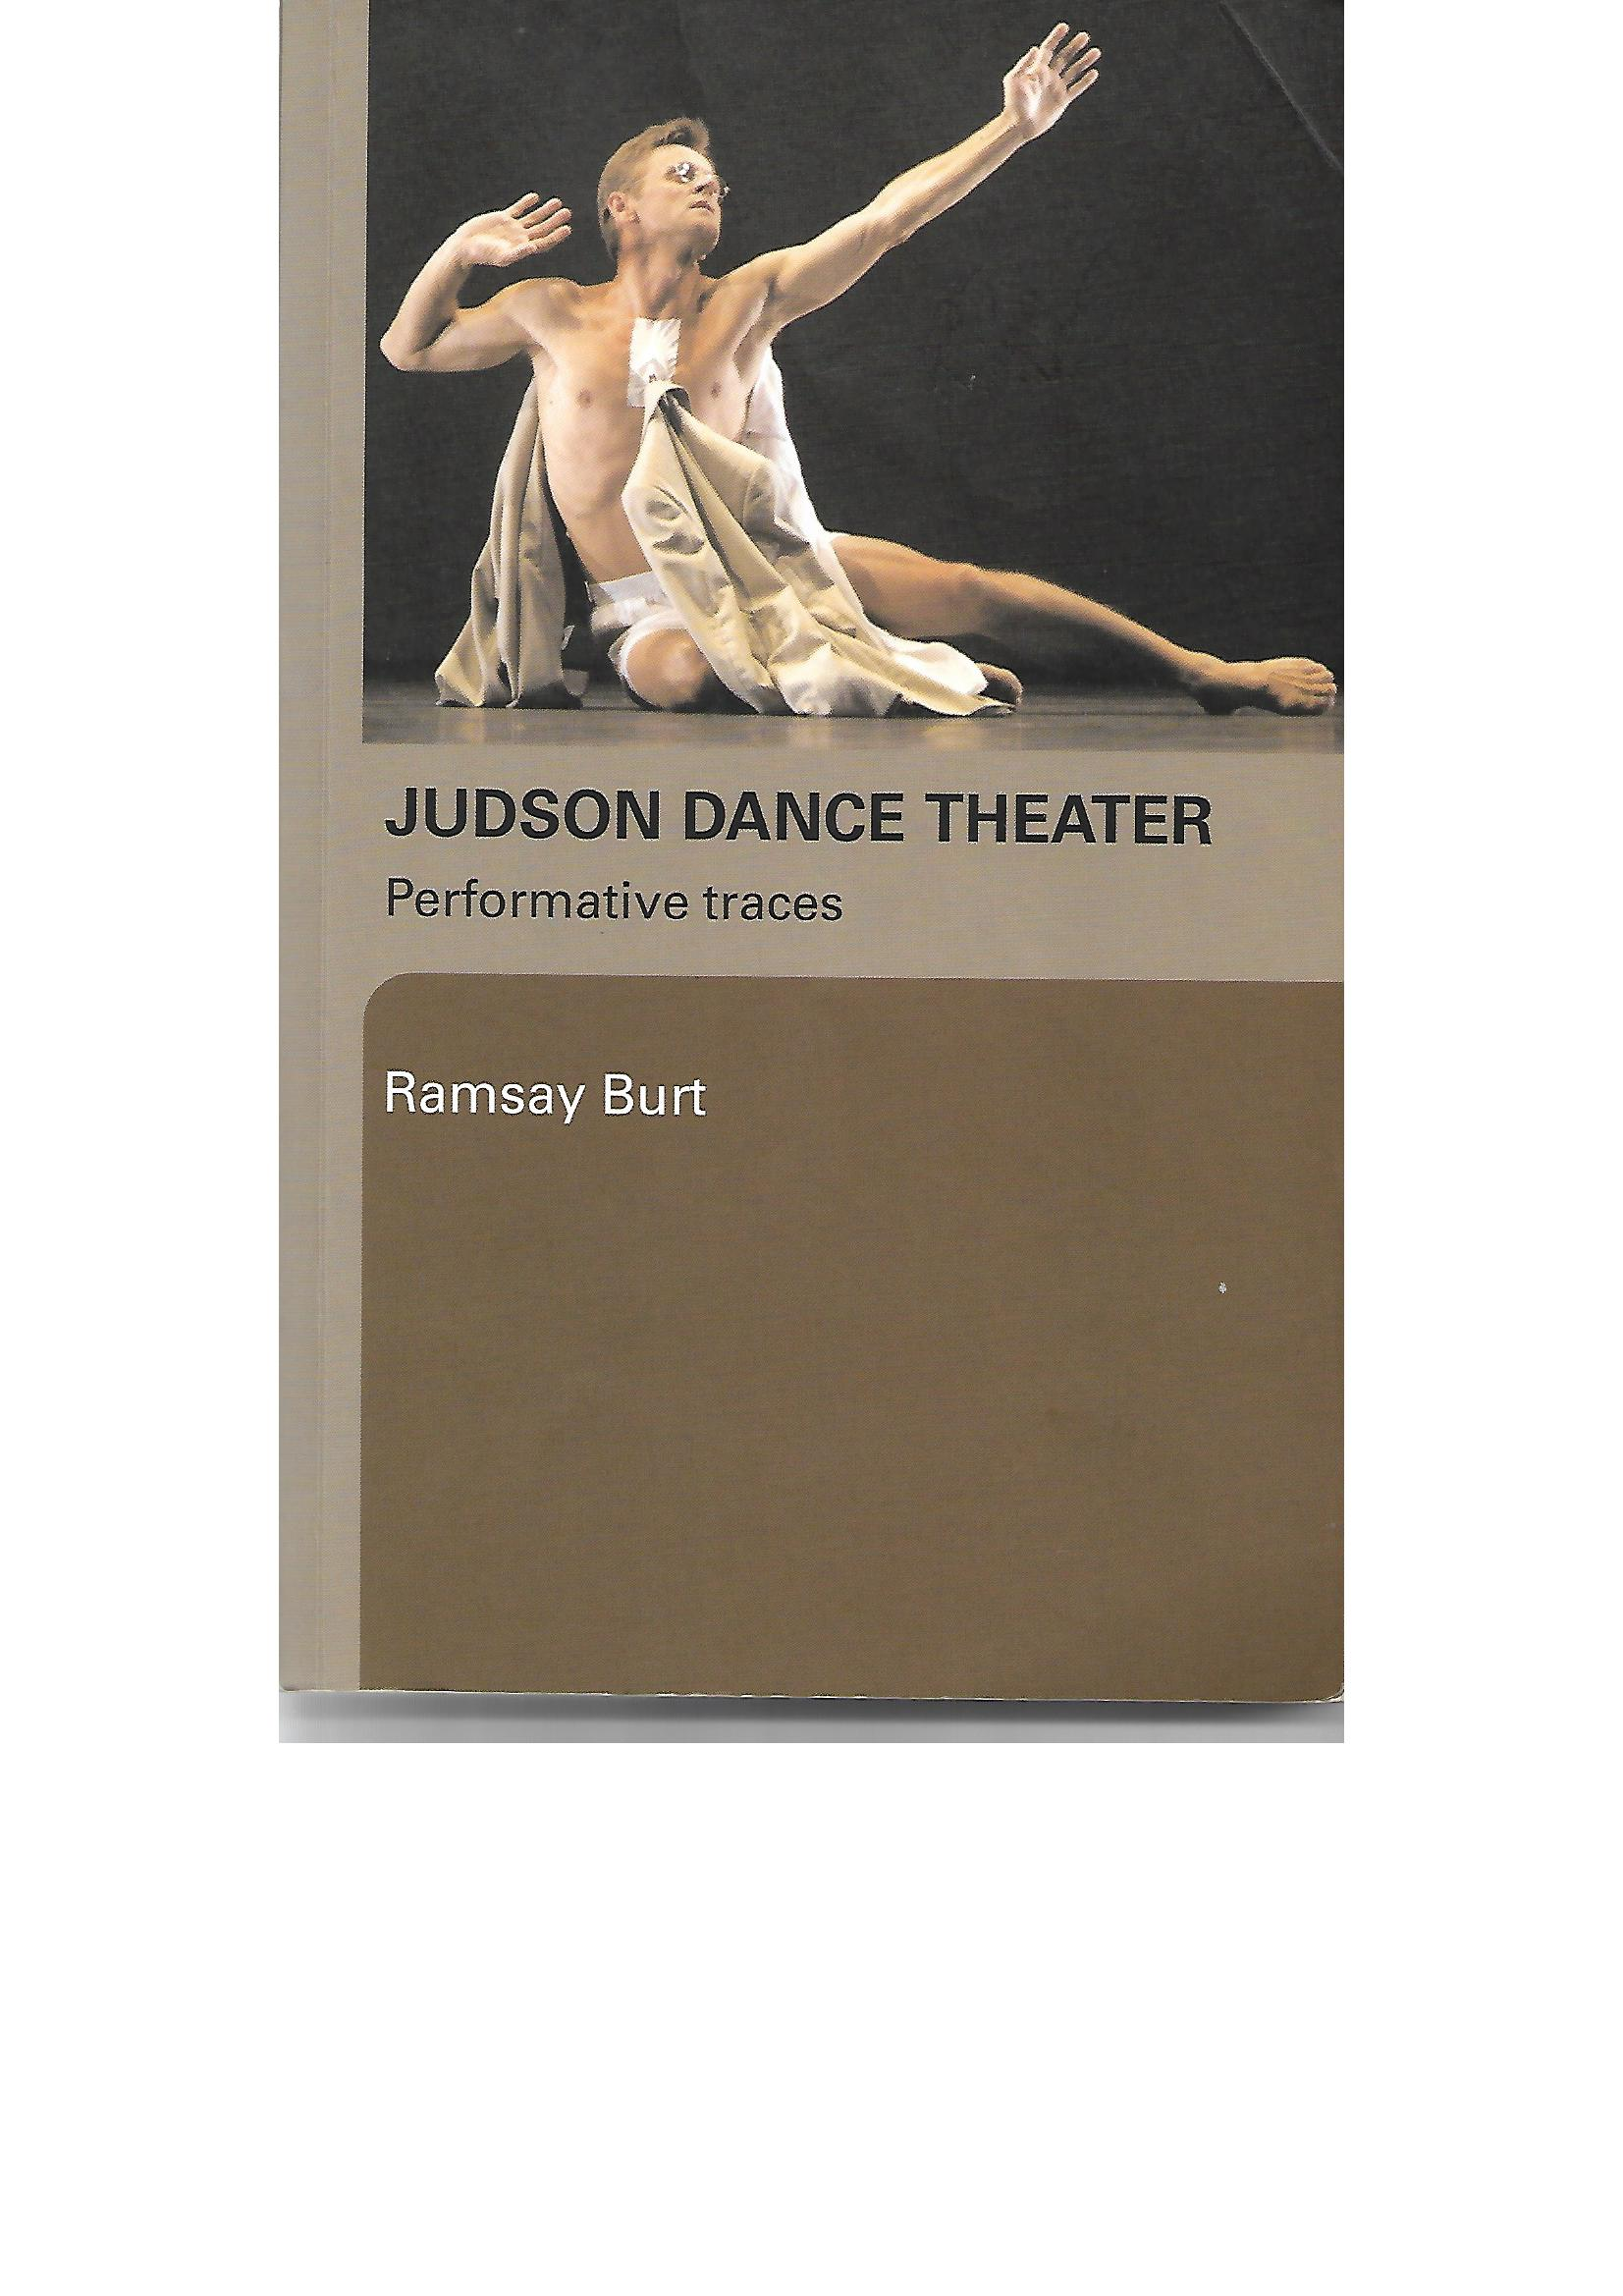 JUDSON DANCE THEATER
Performative traces
Ramsay Burt